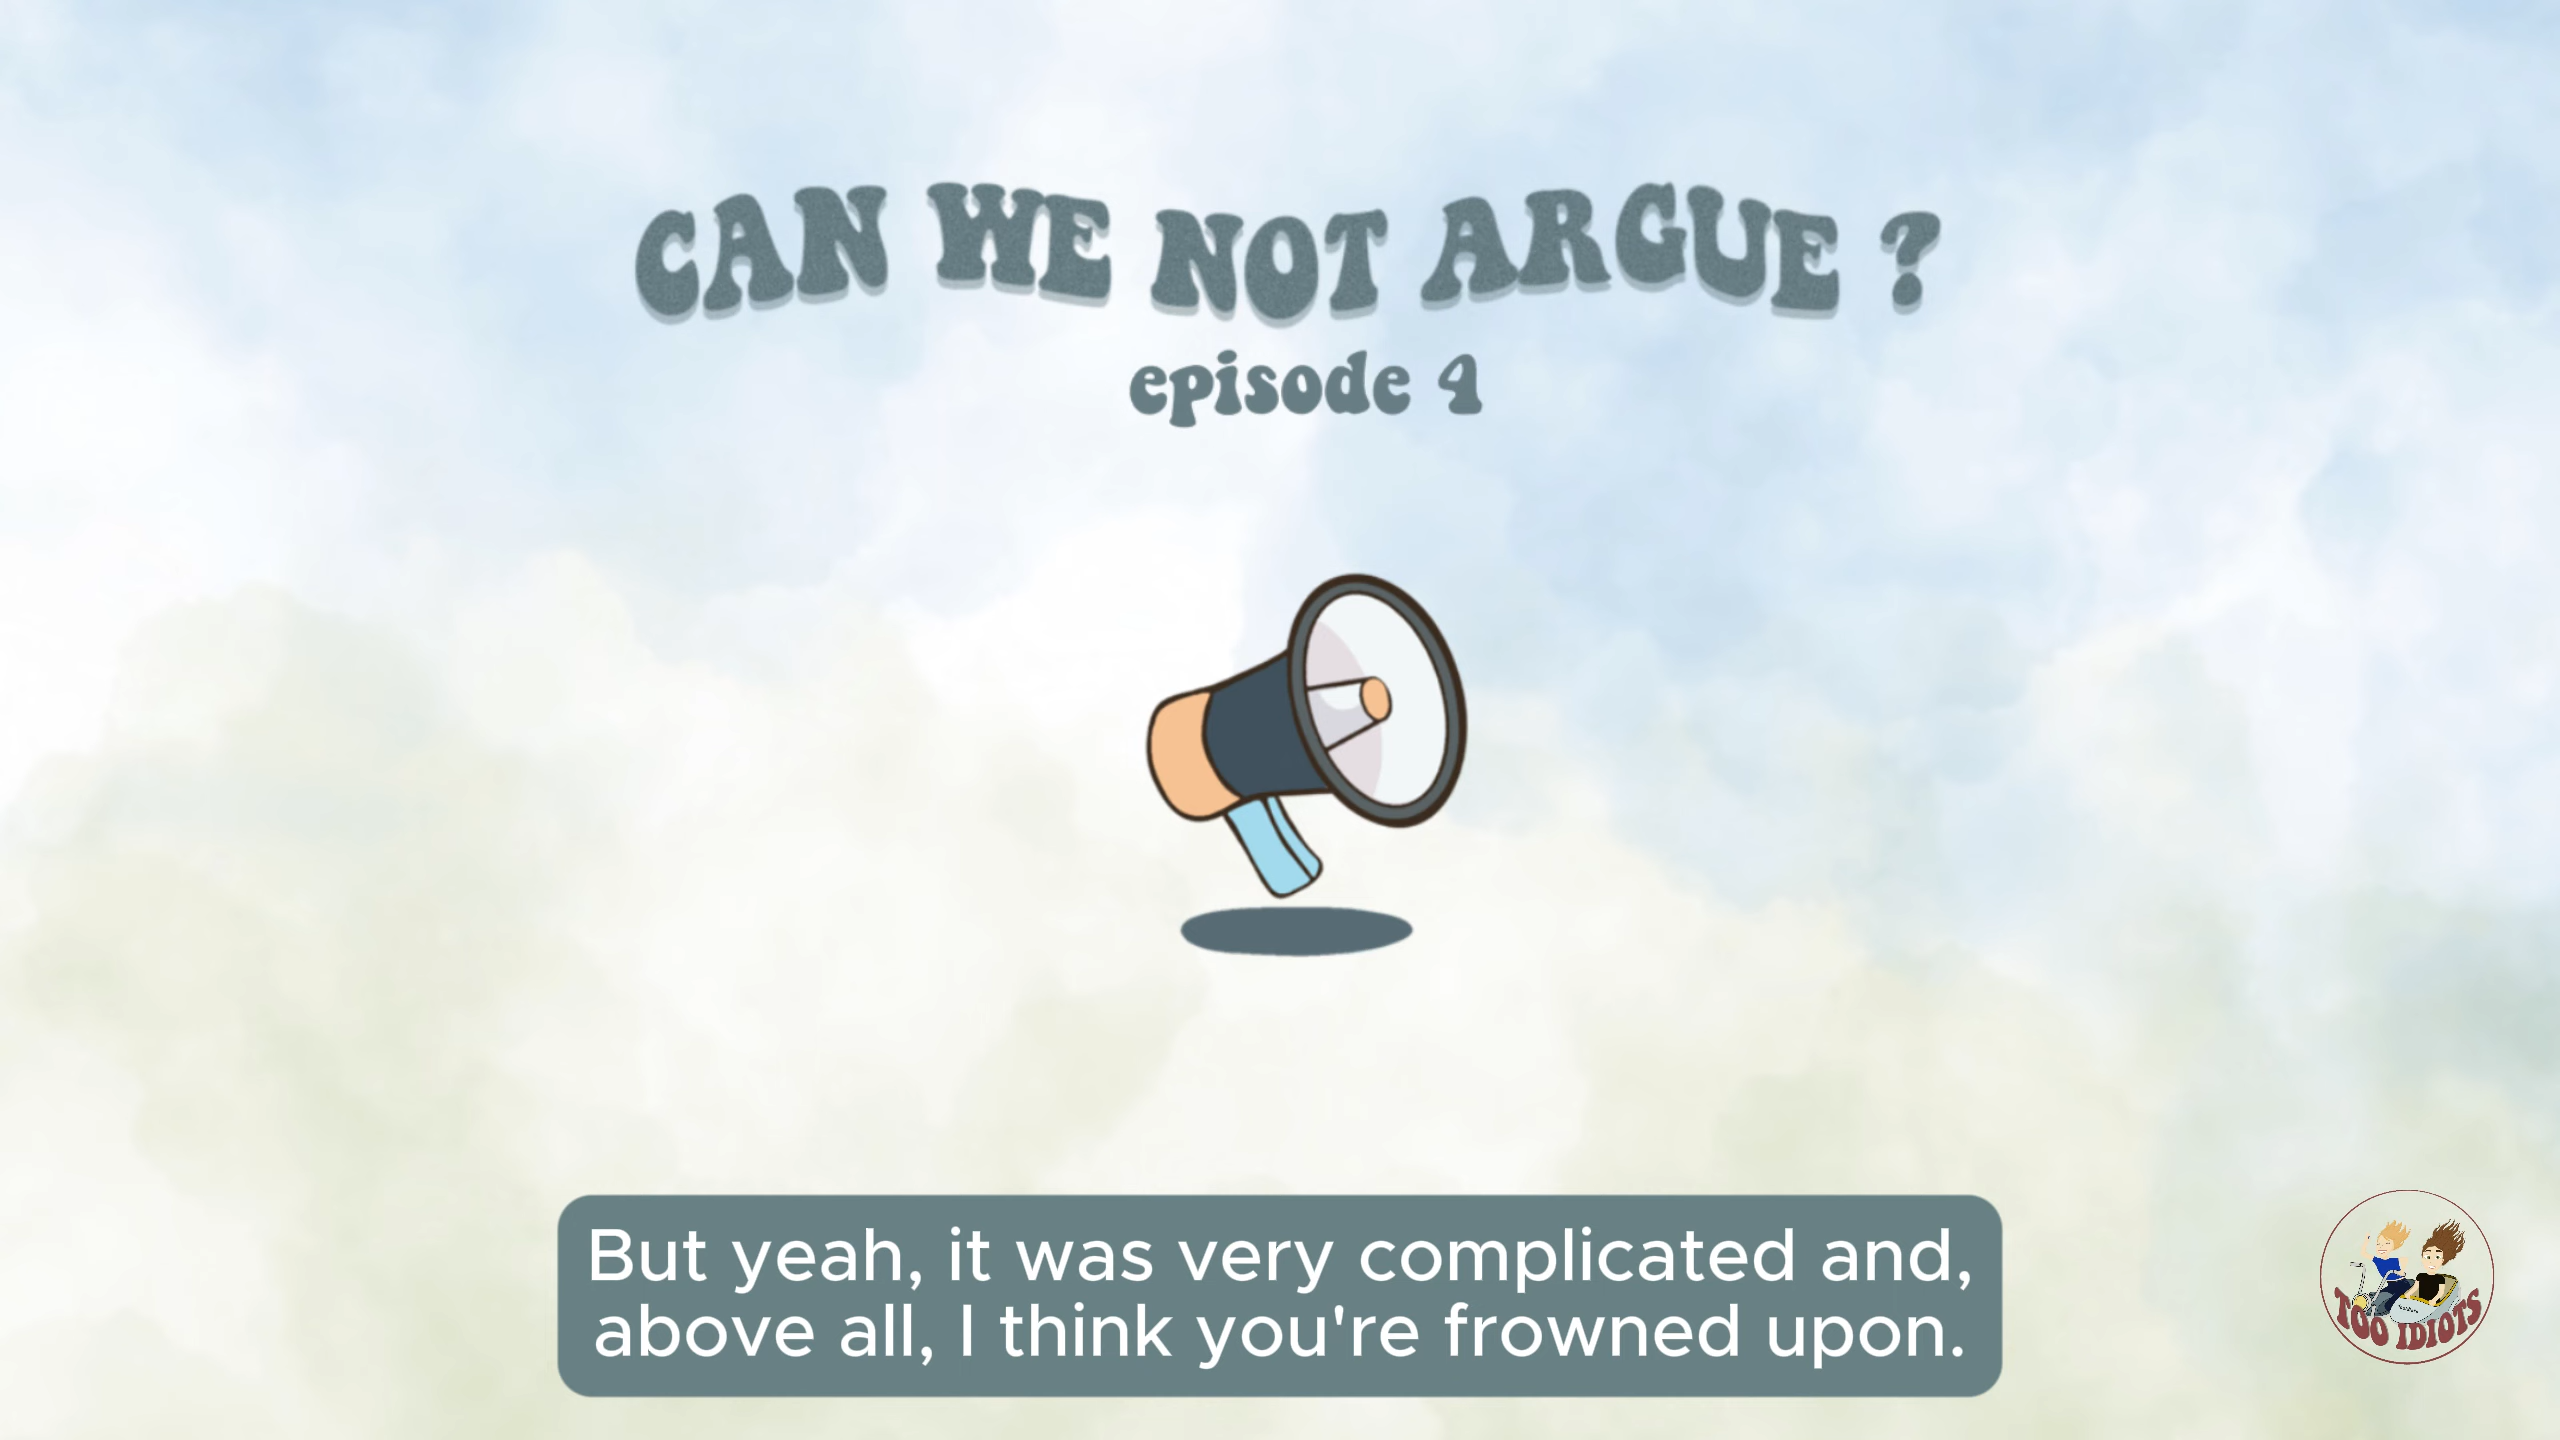 CAN WE NOT ARGUE ?
episode 4
But yeah, it was very complicated and,
above all, I think you're frowned upon.
TOO IDIOTS